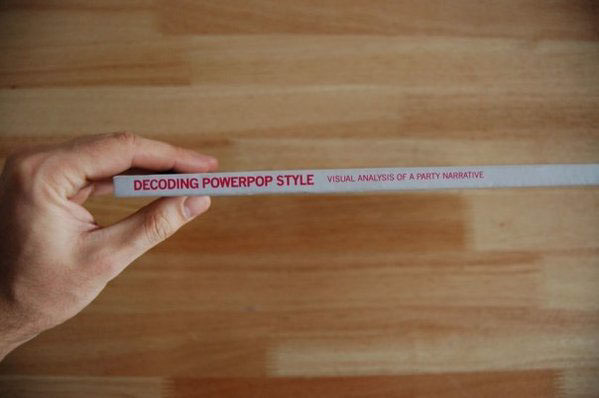 DECODING POWERPOP STYLE VISUAL ANALYSIS OF A PARTY NARRATIVE